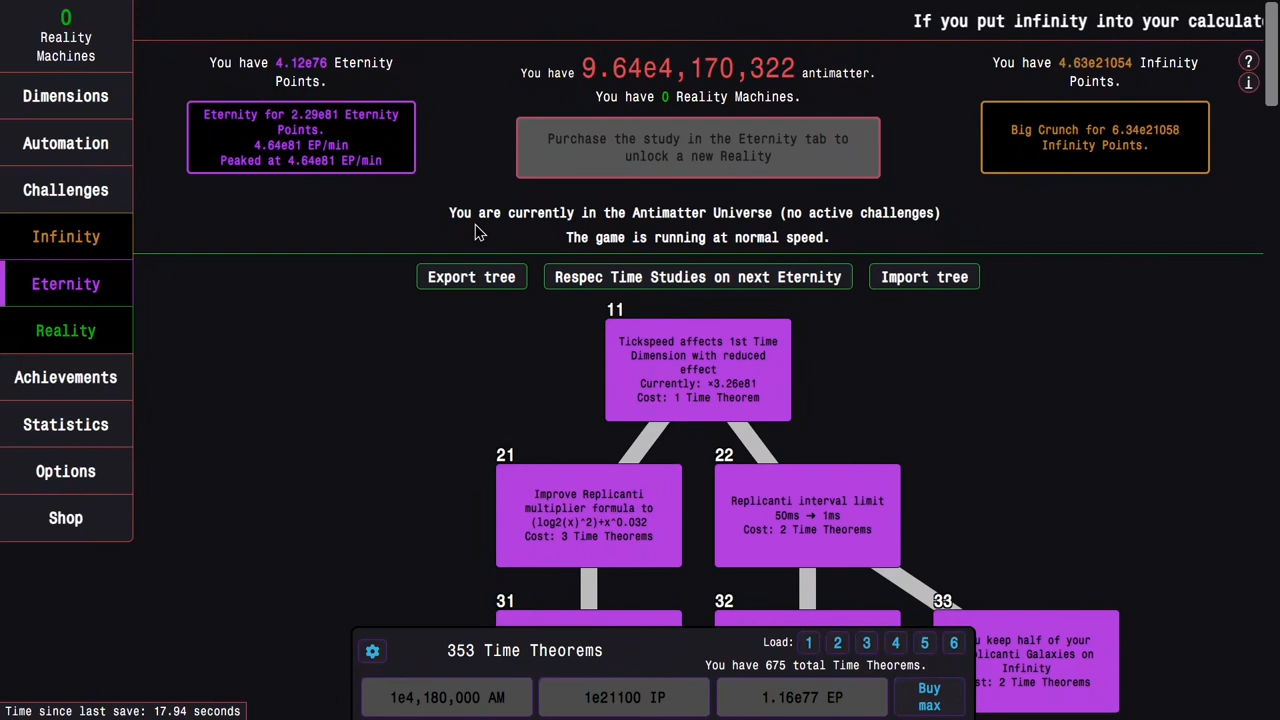 0
Reality
Machines
Dimensions
Automation
Challenges
Infinity
Eternity
Reality
Achievements
Statistics
Options
Shop
If you put infinity into your calculat
You have 4.12e76 Eternity
Points.
Eternity for 2.29e81 Eternity
Points.
4.64e81 EP/min
Peaked at 4.64e81 EP/min
You have 9.64e4,170,322 antimatter.
You have 0 Reality Machines.
Purchase the study in the Eternity tab to
unlock a new Reality
You have 4.63e21054 Infinity
Points.
Big Crunch for 6.34e21058
Infinity Points.
?
i
You are currently in the Antimatter Universe (no active challenges)
The game is running at normal speed.
Export tree
Respec Time Studies on next Eternity
Import tree
11
Tickspeed affects 1st Time
Dimension with reduced
effect
Currently: ×3.26e81
Cost: 1 Time Theorem
21
Improve Replicanti
multiplier formula to
(log2(x)^2)+x^0.032
Cost: 3 Time Theorems
22
Replicanti interval limit
50ms → 1ms
Cost: 2 Time Theorems
31
32
33
keep half of your
Galaxies on
Infinity
2 Time Theorems
353 Time Theorems
Load: 1 2 3 4 5 6
You have 675 total Time Theorems.
1e4,180,000 AM
1e21100 IP
1.16e77 EP
Buy
max
Time since last save: 17.94 seconds